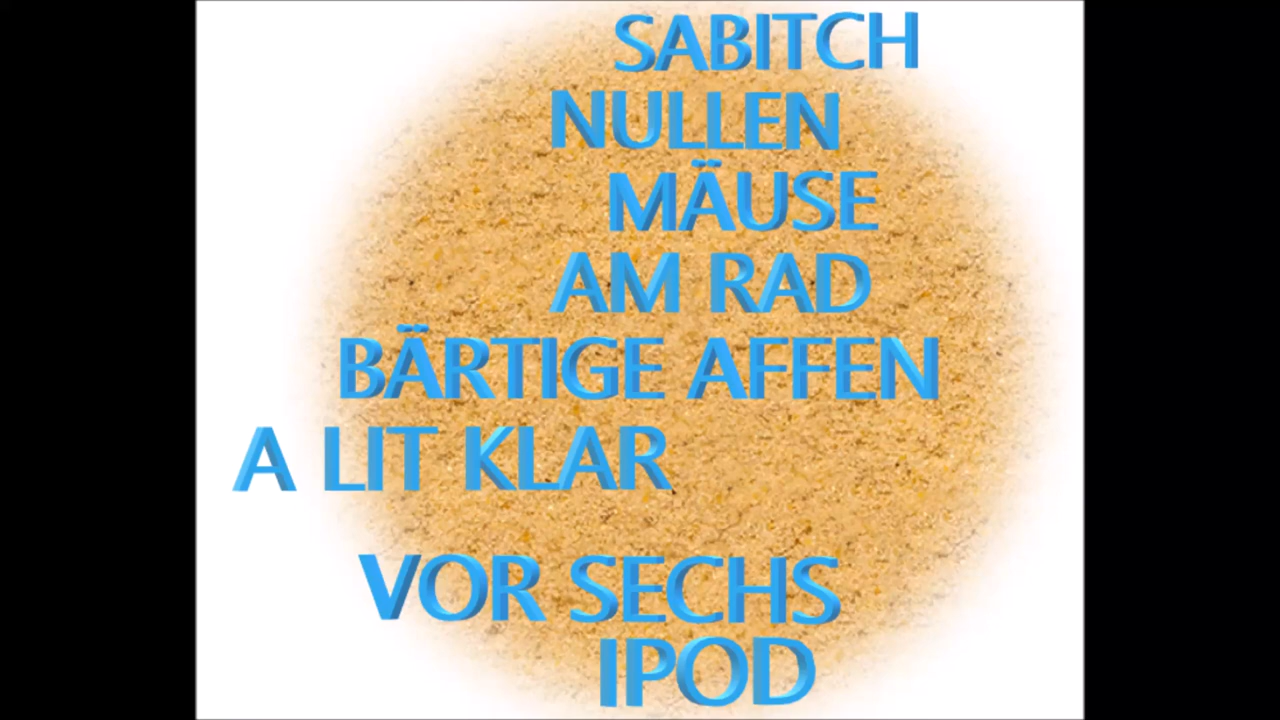 SABITCH
NULLEN
MÄUSE
AM RAD
BÄRTIGE AFFEN
A LIT KLAR
VOR SECHS
IPOD